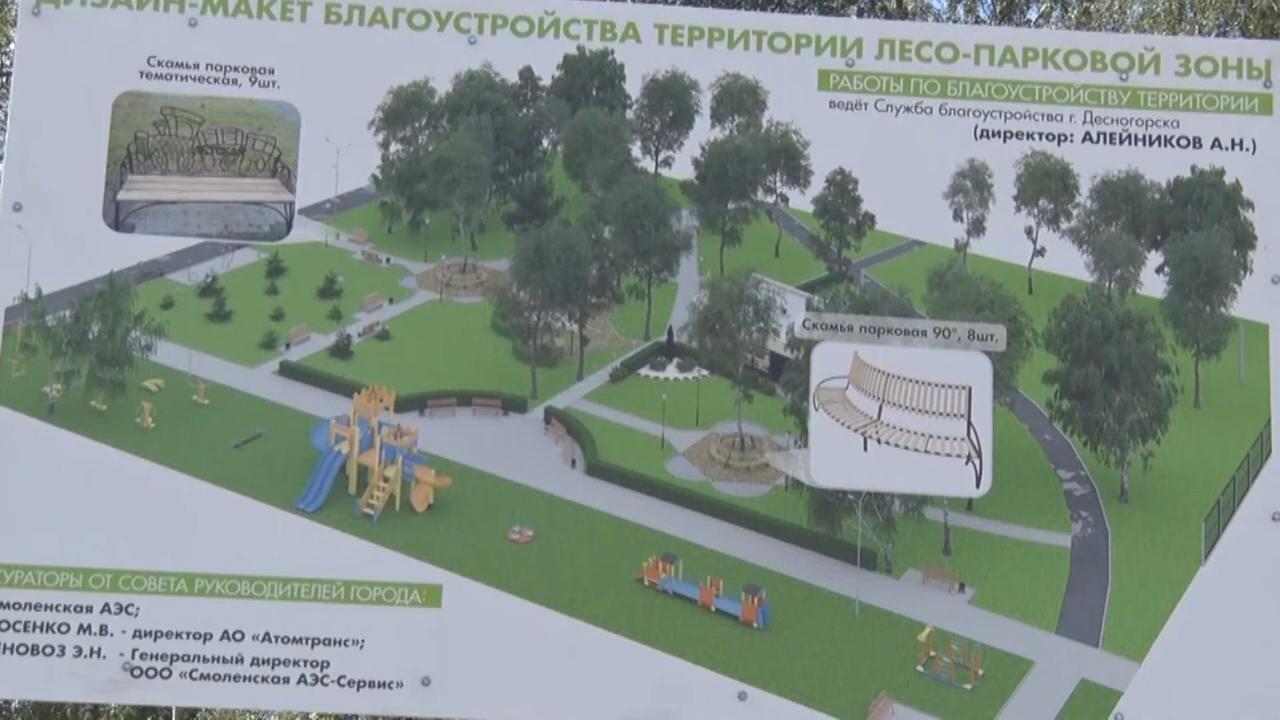 ДИЗАЙН-МАКЕТ БЛАГОУСТРОЙСТВА ТЕРРИТОРИИ ЛЕСО-ПАРКОВОЙ ЗОНЫ
Скамья парковая
тематическая, 9шт.
РАБОТЫ ПО БЛАГОУСТРОЙСТВУ ТЕРРИТОРИИ
ведёт Служба благоустройства г. Десногорска
(директор: АЛЕЙНИКОВ А.Н.)
Скамья парковая 90°, 8шт.
КУРАТОРЫ ОТ СОВЕТА РУКОВОДИТЕЛЕЙ ГОРОДА:
Смоленская АЭС;
М.В. - директор АО «Атомтранс»;
Э.Н. - Генеральный директор
ООО «Смоленская АЭС-Сервис»